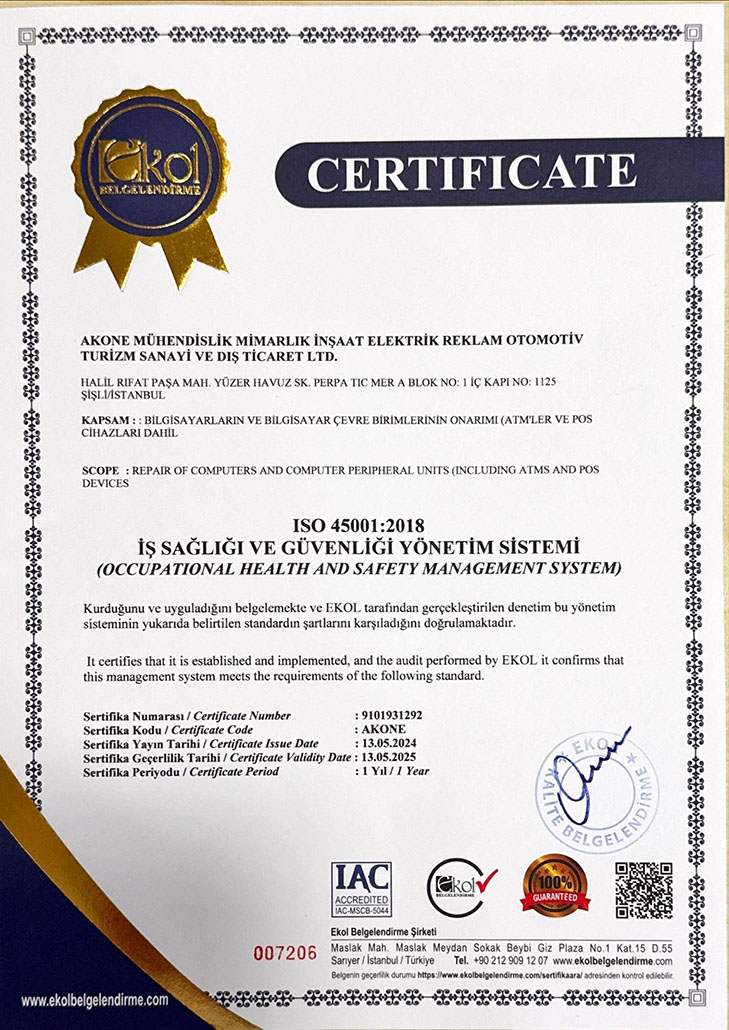 Ekol
BELGELENDİRME
CERTIFICATE
AKONE MÜHENDİSLİK MİMARLIK İNŞAAT ELEKTRİK REKLAM OTOMOTİV
TURİZM SANAYİ VE DIŞ TİCARET LTD.
HALİL RIFAT PAŞA MAH. YÜZER HAVUZ SK. PERPA TIC MER A BLOK NO: 1 İÇ KAPI NO: 1125
ŞİŞLİ/İSTANBUL
KAPSAM : : BİLGİSAYARLARIN VE BİLGİSAYAR ÇEVRE BİRİMLERİNİN ONARIMI (ATM'LER VE POS
CİHAZLARI DAHİL
SCOPE : REPAIR OF COMPUTERS AND COMPUTER PERIPHERAL UNITS (INCLUDING ATMS AND POS
DEVICES
ISO 45001:2018
İŞ SAĞLIĞI VE GÜVENLİĞİ YÖNETİM SİSTEMİ
(OCCUPATIONAL HEALTH AND SAFETY MANAGEMENT SYSTEM)
Kurduğunu ve uyguladığını belgelemekte ve EKOL tarafından gerçekleştirilen denetim bu yönetim
sisteminin yukarıda belirtilen standardın şartlarını karşıladığını doğrulamaktadır.
It certifies that it is established and implemented, and the audit performed by EKOL it confirms that
this management system meets the requirements of the following standard.
Sertifika Numarası / Certificate Number : 9101931292
Sertifika Kodu / Certificate Code : AKONE
Sertifika Yayın Tarihi / Certificate Issue Date : 13.05.2024
Sertifika Geçerlilik Tarihi / Certificate Validity Date : 13.05.2025
Sertifika Periyodu / Certificate Period : 1 Yıl / 1 Year
EKOL
KALİTE BELGELENDİRME
IAC
ACCREDITED
IAC-MSCB-5044
Ekol
BELGELENDİRME
100%
GUARANTEED
Ekol Belgelendirme Şirketi
Maslak Mah. Maslak Meydan Sokak Beybi Giz Plaza No.1 Kat.15 D.55
Sarıyer / İstanbul / Türkiye Tel. +90 212 909 12 07 www.ekolbelgelendirme.com
Belgenin geçerlilik durumu https://www.ekolbelgelendirme.com/sertifikaara/ adresinden kontrol edilebilir.
007206
www.ekolbelgelendirme.com